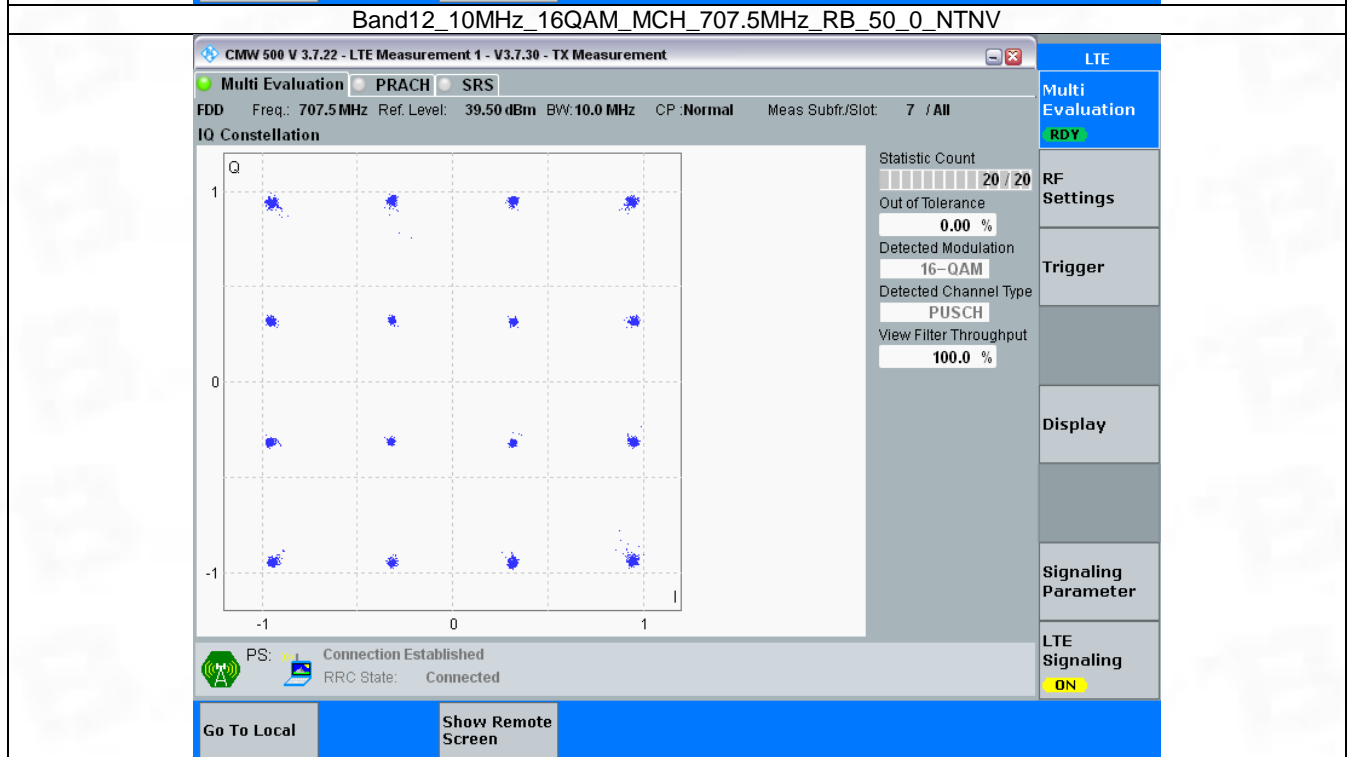 Band12_10MHz_16QAM_MCH_707.5MHz_RB_50_0_NTNV
CMW 500 V 3.7.22 - LTE Measurement 1 - V3.7.30 - TX Measurement
LTE
Multi Evaluation PRACH SRS
Multi
Evaluation
RDY
FDD Freq.: 707.5 MHz Ref. Level: 39.50 dBm BW: 10.0 MHz CP : Normal Meas Subfr./Slot: 7 / All
IQ Constellation
Q
1
0
-1
I
-1 0 1
Statistic Count
20 / 20
Out of Tolerance
0.00 %
Detected Modulation
16-QAM
Detected Channel Type
PUSCH
View Filter Throughput
100.0 %
RF
Settings
Trigger
Display
Signaling
Parameter
LTE
Signaling
ON
PS: Connection Established
RRC State: Connected
Go To Local
Show Remote
Screen